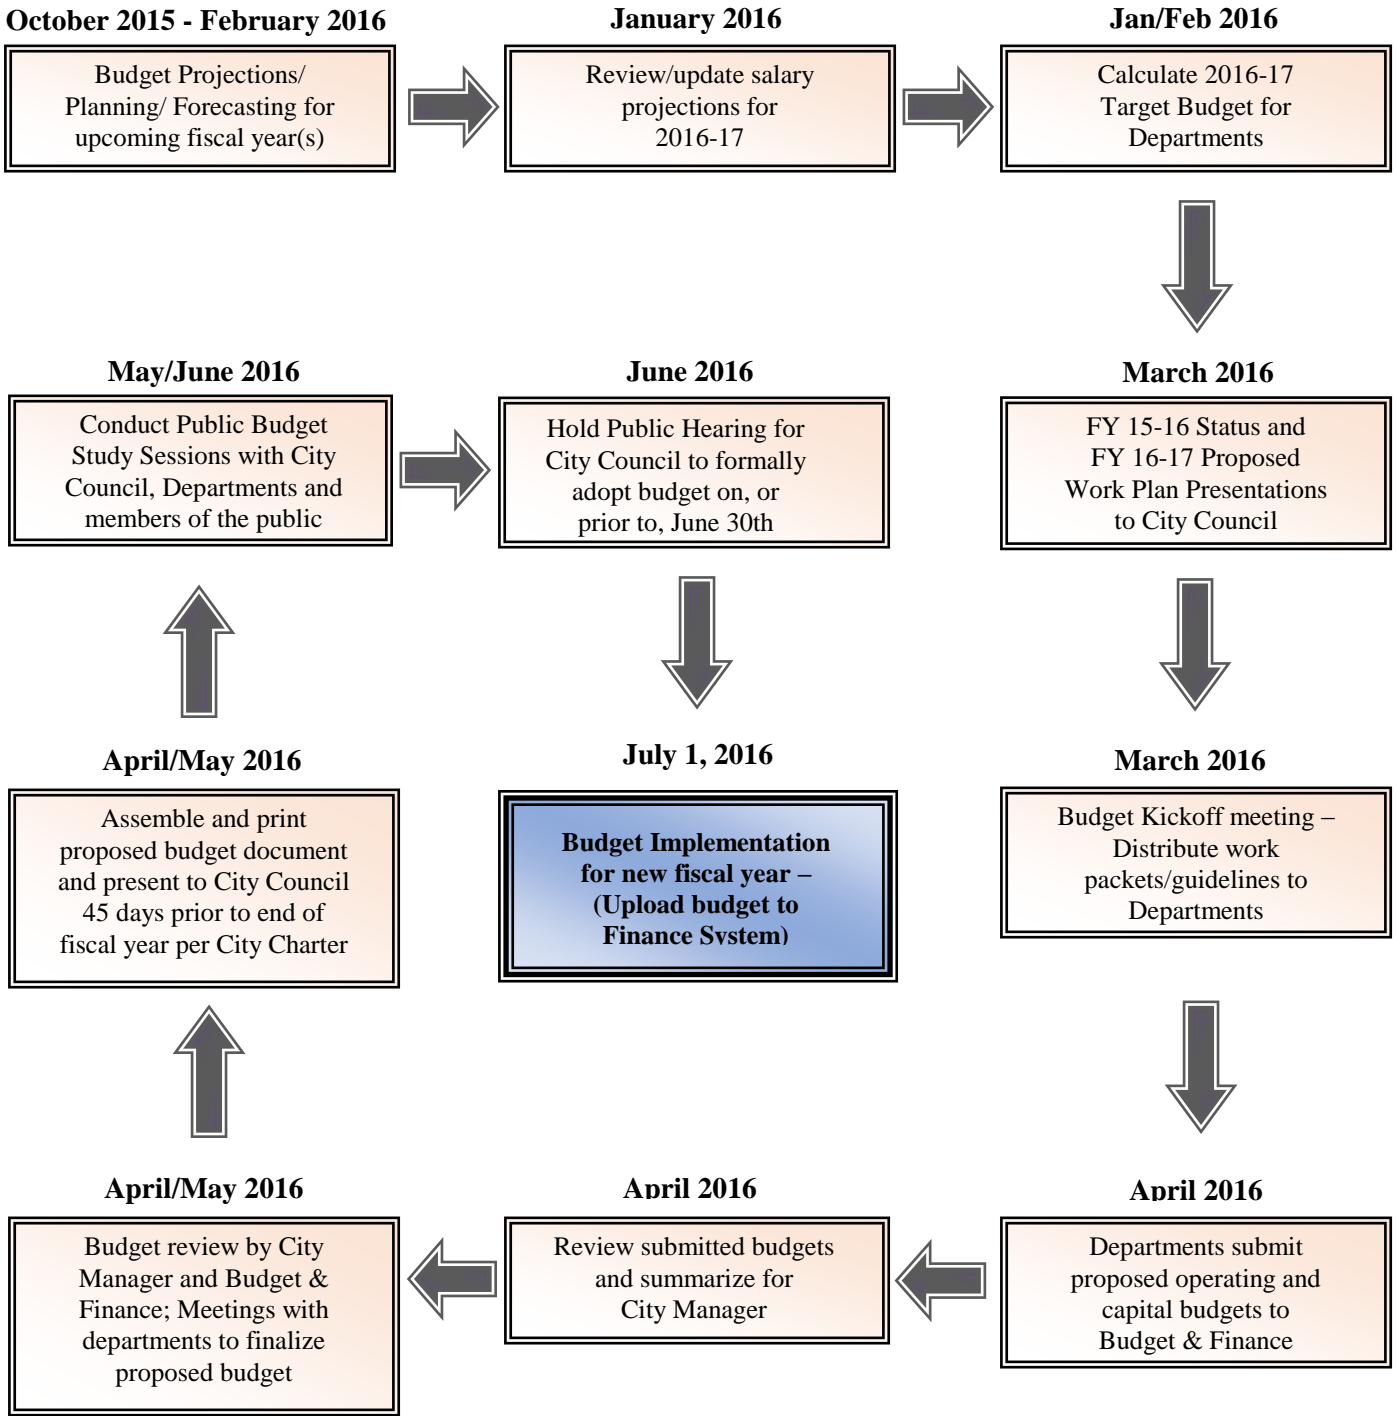 October 2015 - February 2016
Budget Projections/
Planning/ Forecasting for
upcoming fiscal year(s)
January 2016
Review/update salary
projections for
2016-17
Jan/Feb 2016
Calculate 2016-17
Target Budget for
Departments
March 2016
FY 15-16 Status and
FY 16-17 Proposed
Work Plan Presentations
to City Council
March 2016
Budget Kickoff meeting –
Distribute work
packets/guidelines to
Departments
April 2016
Departments submit
proposed operating and
capital budgets to
Budget & Finance
April 2016
Review submitted budgets
and summarize for
City Manager
April/May 2016
Budget review by City
Manager and Budget &
Finance; Meetings with
departments to finalize
proposed budget
April/May 2016
Assemble and print
proposed budget document
and present to City Council
45 days prior to end of
fiscal year per City Charter
May/June 2016
Conduct Public Budget
Study Sessions with City
Council, Departments and
members of the public
June 2016
Hold Public Hearing for
City Council to formally
adopt budget on, or
prior to, June 30th
July 1, 2016
Budget Implementation
for new fiscal year –
(Upload budget to
Finance System)